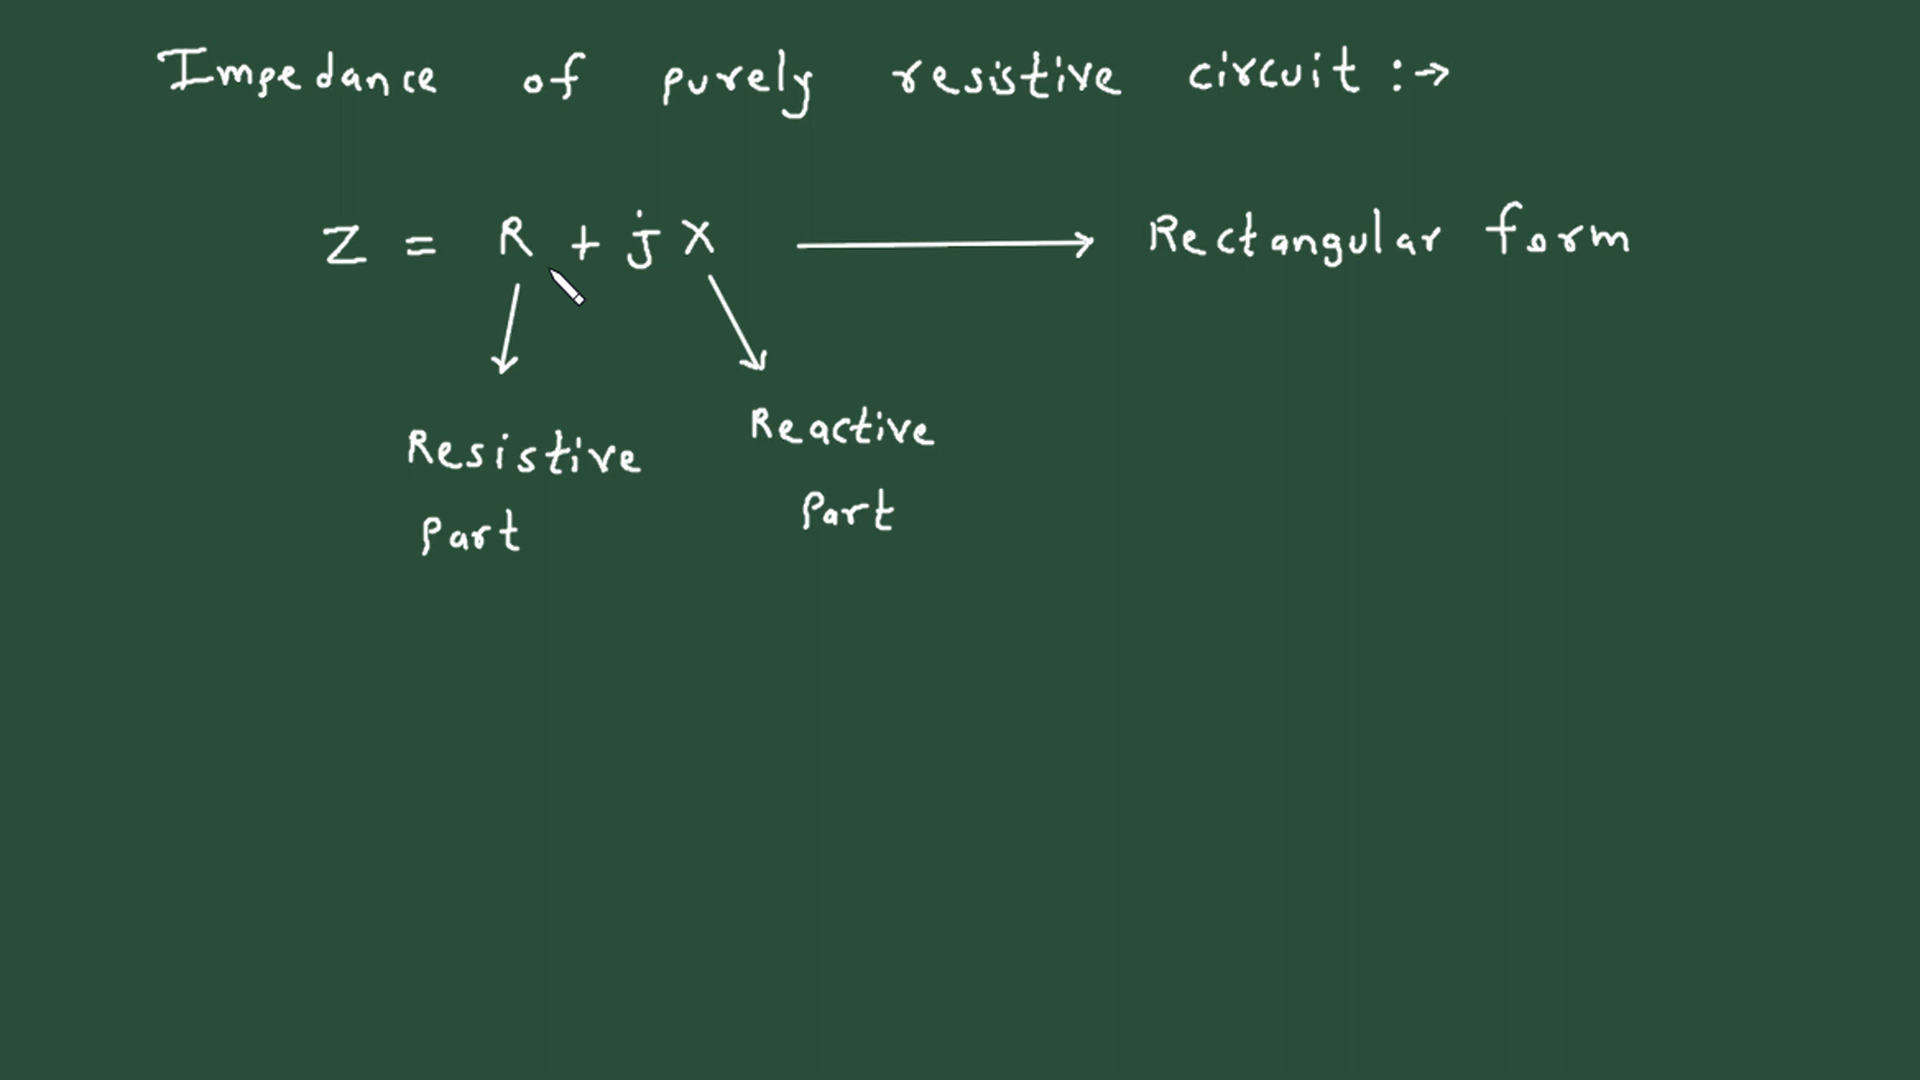 Impedance of purely resistive circuit :→
Z = R + j X ⟶ Rectangular form
Resistive
Part
Reactive
Part